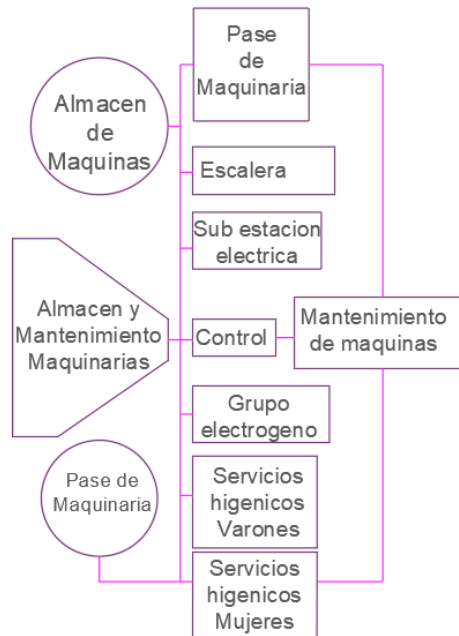 Pase
de
Maquinaria
Almacen
de
Maquinas
Escalera
Sub estacion
electrica
Almacen y
Mantenimiento
Maquinarias
Control
Mantenimiento
de maquinas
Grupo
electrogeno
Pase de
Maquinaria
Servicios
higenicos
Varones
Servicios
higenicos
Mujeres